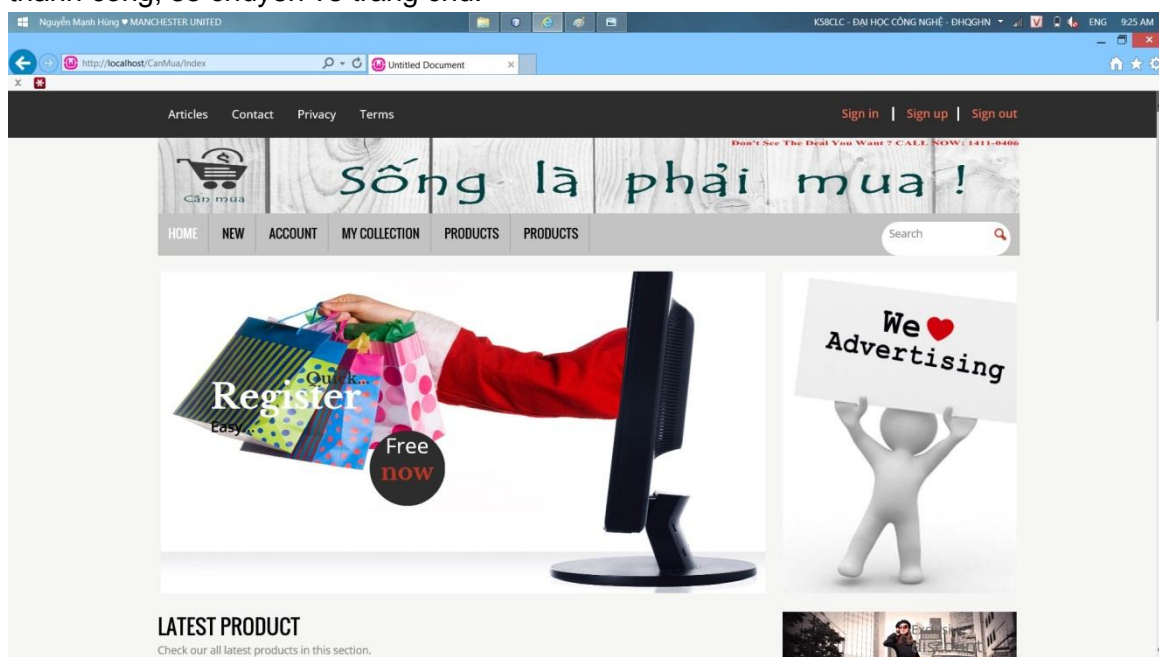 thành công, sẽ chuyển về trang chủ.
Nguyễn Mạnh Hùng ♥ MANCHESTER UNITED
K58CLC - ĐẠI HỌC CÔNG NGHỆ - ĐHQGHN
V
ENG
9:25 AM
http://localhost/CanMua/Index
Untitled Document
x
Articles Contact Privacy Terms
Sign in | Sign up | Sign out
Don't See The Deal You Want ? CALL NOW: 1411-0406
Cần mua
Sống là phải mua !
HOME NEW ACCOUNT MY COLLECTION PRODUCTS PRODUCTS
Search
Quick...
Register
Easy...
Free
now
We ♥
Advertising
LATEST PRODUCT
Check our all latest products in this section.
Exclusive
discount